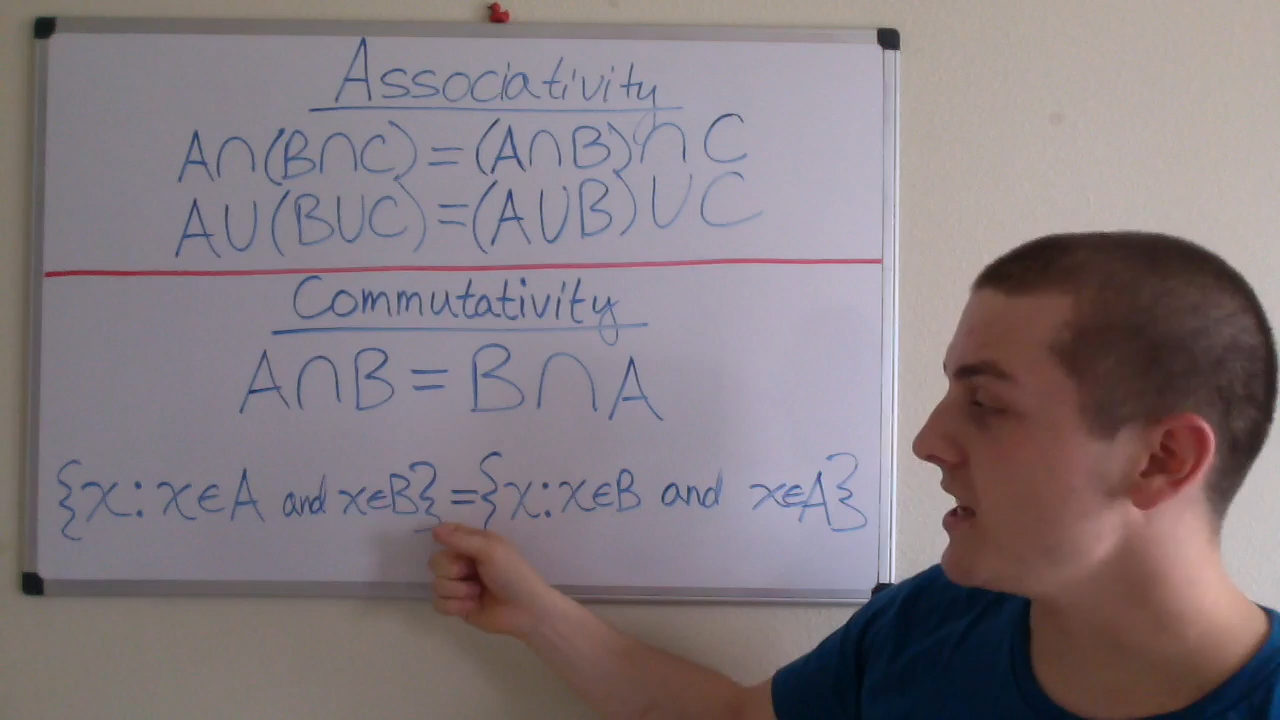 Associativity
A∩(B∩C)=(A∩B)∩C
A∪(B∪C)=(A∪B)∪C
Commutativity
A∩B=B∩A
{x:x∈A and x∈B}={x:x∈B and x∈A}